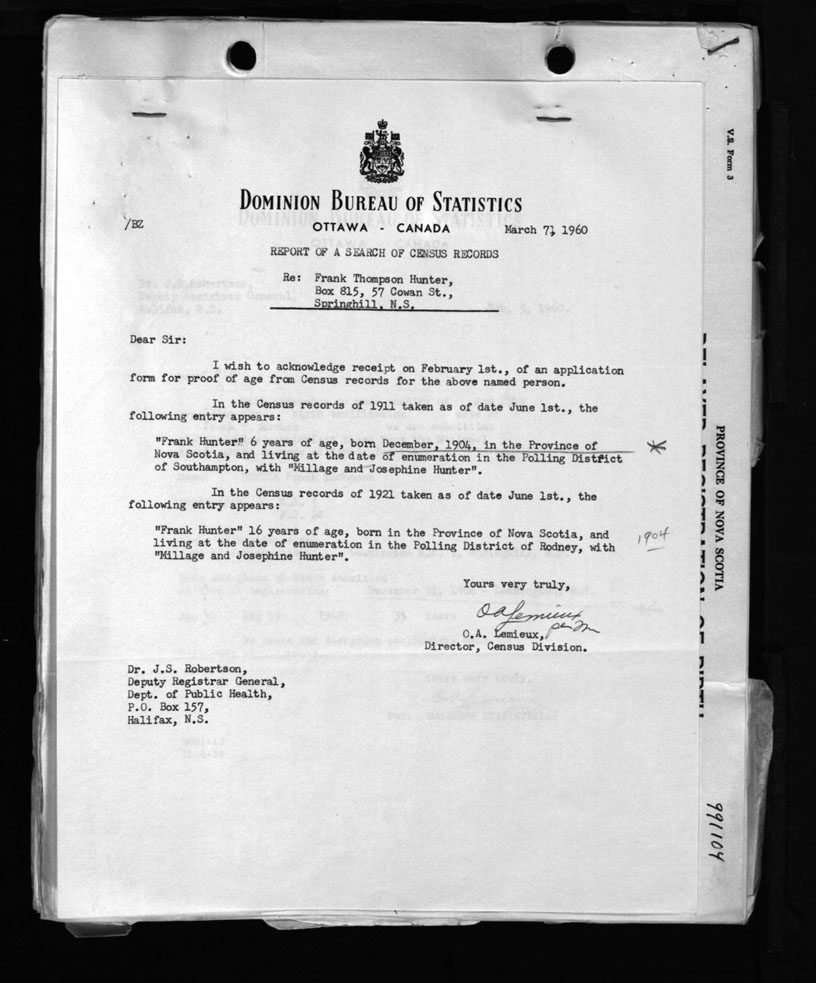 DOMINION BUREAU OF STATISTICS
OTTAWA - CANADA
/BZ
March 7, 1960
REPORT OF A SEARCH OF CENSUS RECORDS
Re: Frank Thompson Hunter,
Box 815, 57 Cowan St.,
Springhill, N.S.
Dear Sir:
I wish to acknowledge receipt on February 1st., of an application
form for proof of age from Census records for the above named person.
In the Census records of 1911 taken as of date June 1st., the
following entry appears:
"Frank Hunter" 6 years of age, born December, 1904, in the Province of
Nova Scotia, and living at the date of enumeration in the Polling District
of Southampton, with "Millage and Josephine Hunter".
In the Census records of 1921 taken as of date June 1st., the
following entry appears:
"Frank Hunter" 16 years of age, born in the Province of Nova Scotia, and
living at the date of enumeration in the Polling District of Rodney, with
"Millage and Josephine Hunter".
1904
Yours very truly,
OALemieux
per
O.A. Lemieux,
Director, Census Division.
Dr. J.S. Robertson,
Deputy Registrar General,
Dept. of Public Health,
P.O. Box 157,
Halifax, N.S.
V.S. Form 3
PROVINCE OF NOVA SCOTIA
991104